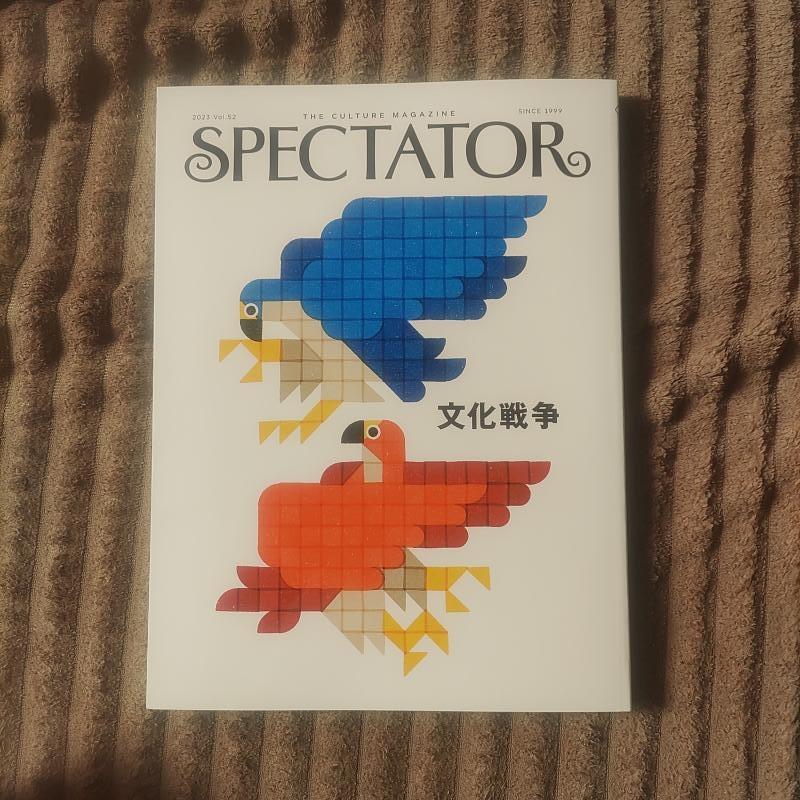 2023 Vol.52
THE CULTURE MAGAZINE
SINCE 1999
SPECTATOR
文化戦争